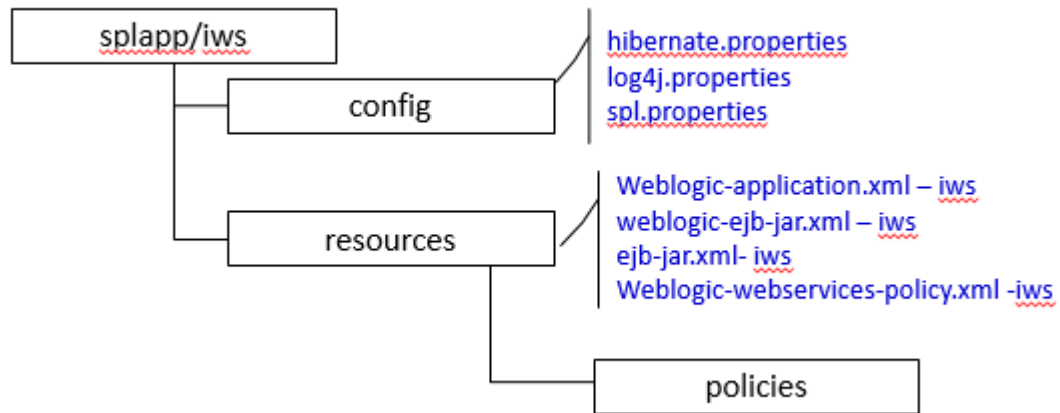 splapp/iws
config
hibernate.properties
log4j.properties
spl.properties
resources
Weblogic-application.xml – iws
weblogic-ejb-jar.xml – iws
ejb-jar.xml- iws
Weblogic-webservices-policy.xml -iws
policies